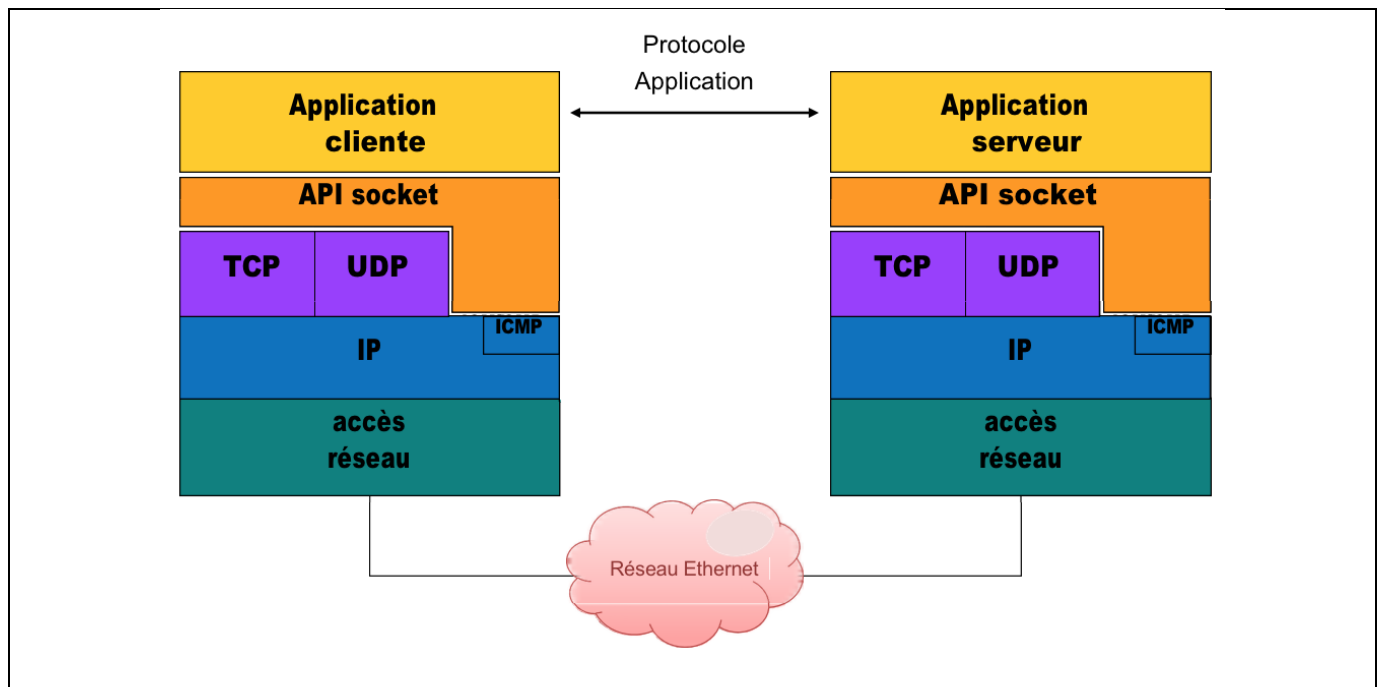 Protocole
Application
Application
cliente
API socket
TCP
UDP
ICMP
IP
accès
réseau
Application
serveur
API socket
TCP
UDP
ICMP
IP
accès
réseau
Réseau Ethernet